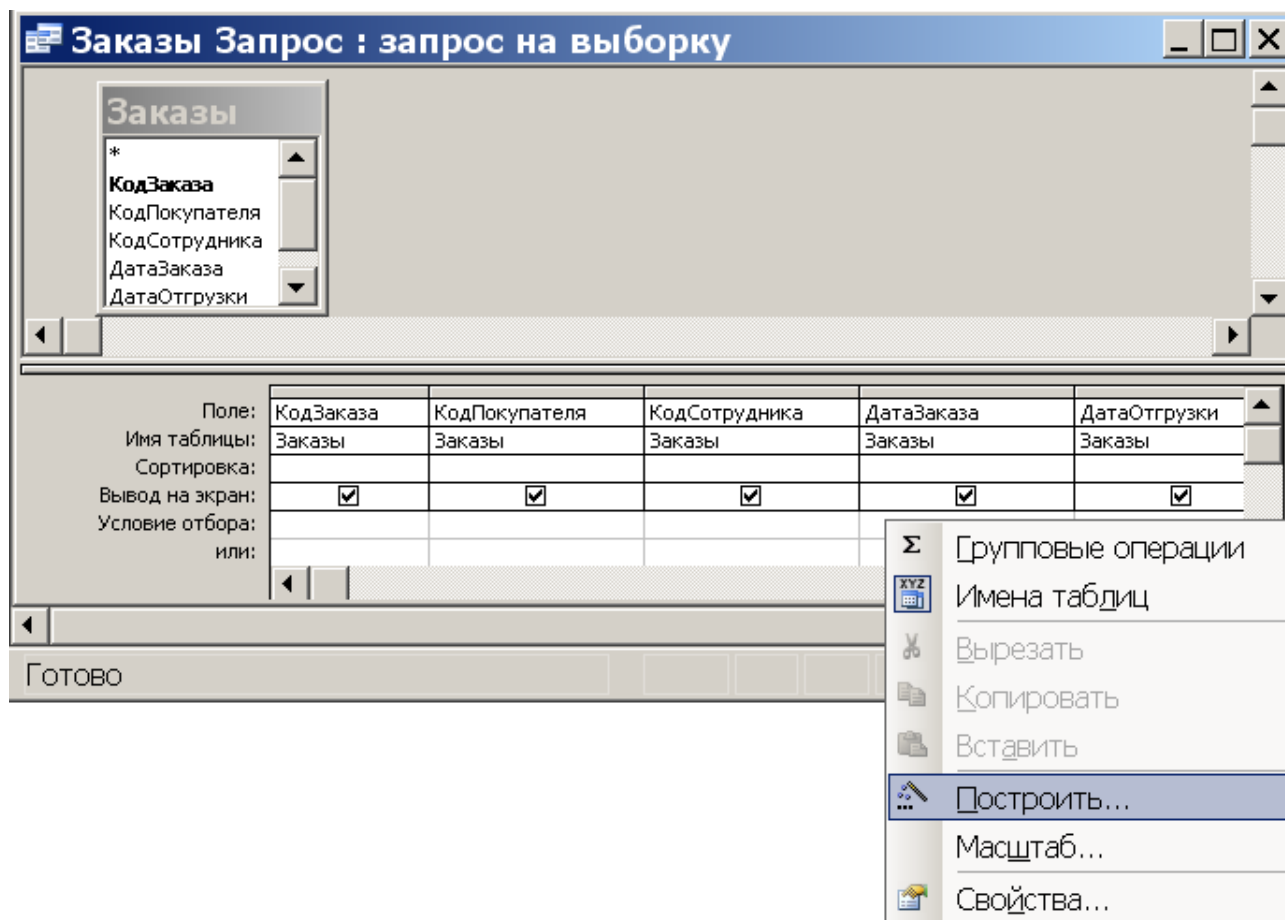 Заказы Запрос : запрос на выборку
Заказы
*
КодЗаказа
КодПокупателя
КодСотрудника
ДатаЗаказа
ДатаОтгрузки
Поле: КодЗаказа КодПокупателя КодСотрудника ДатаЗаказа ДатаОтгрузки
Имя таблицы: Заказы Заказы Заказы Заказы Заказы
Сортировка:
Вывод на экран:
Условие отбора:
или:
Σ Групповые операции
XYZ Имена таблиц
Вырезать
Готово
Копировать
Вставить
Построить...
Масштаб...
Свойства...